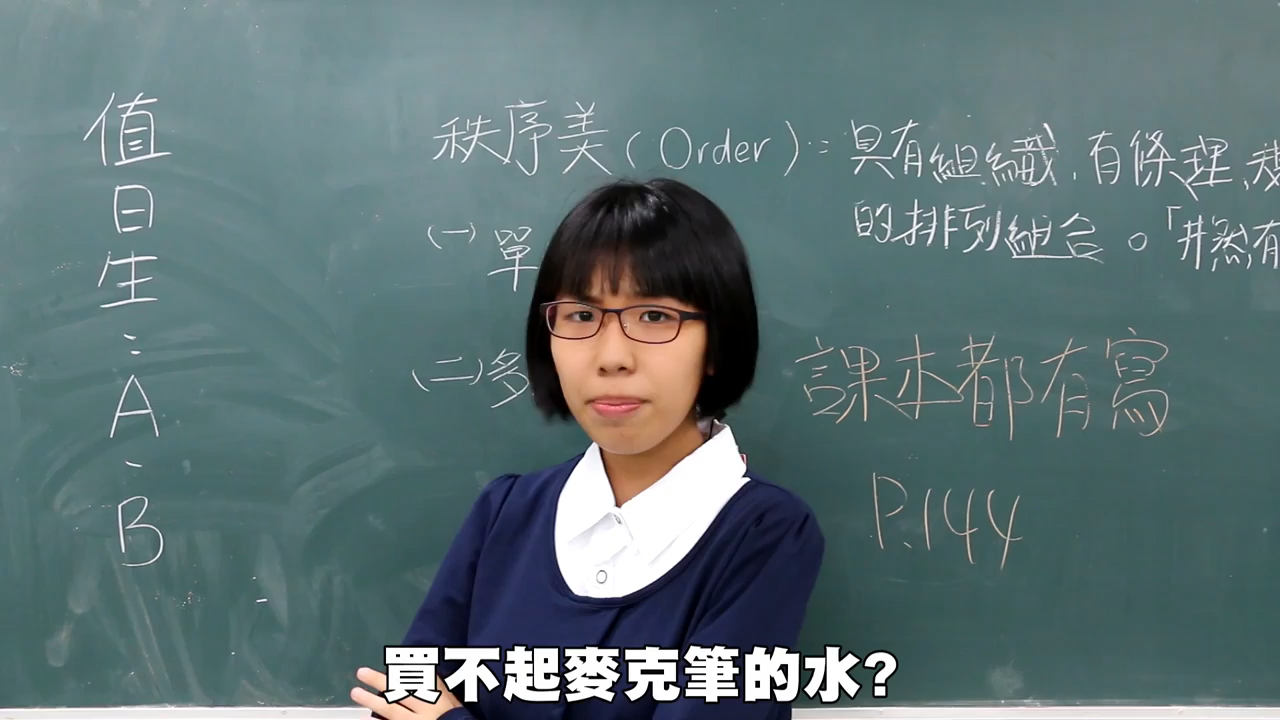 值日生：A、B
秩序美（Order）：具有組織，有條理，
的排列組合。「井然有
(一)單
(二)多
課本都有寫
P.144
買不起麥克筆的水?